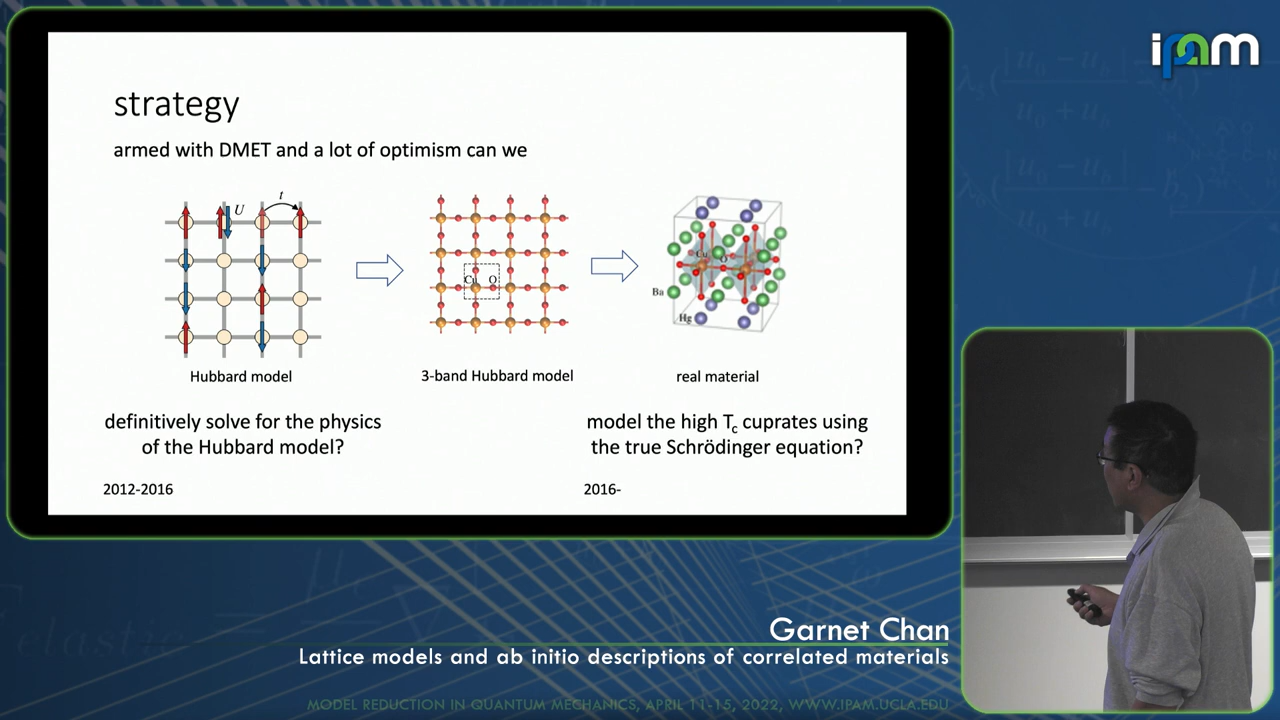 ipam
strategy
armed with DMET and a lot of optimism can we
U
t
Cu O
Cu
O
Ba
Hg
Hubbard model
3-band Hubbard model
real material
definitively solve for the physics
of the Hubbard model?
model the high Tc cuprates using
the true Schrödinger equation?
2012-2016
2016-
Garnet Chan
Lattice models and ab initio descriptions of correlated materials
MODEL REDUCTION IN QUANTUM MECHANICS, APRIL 11-15, 2022, WWW.IPAM.UCLA.EDU
elastic